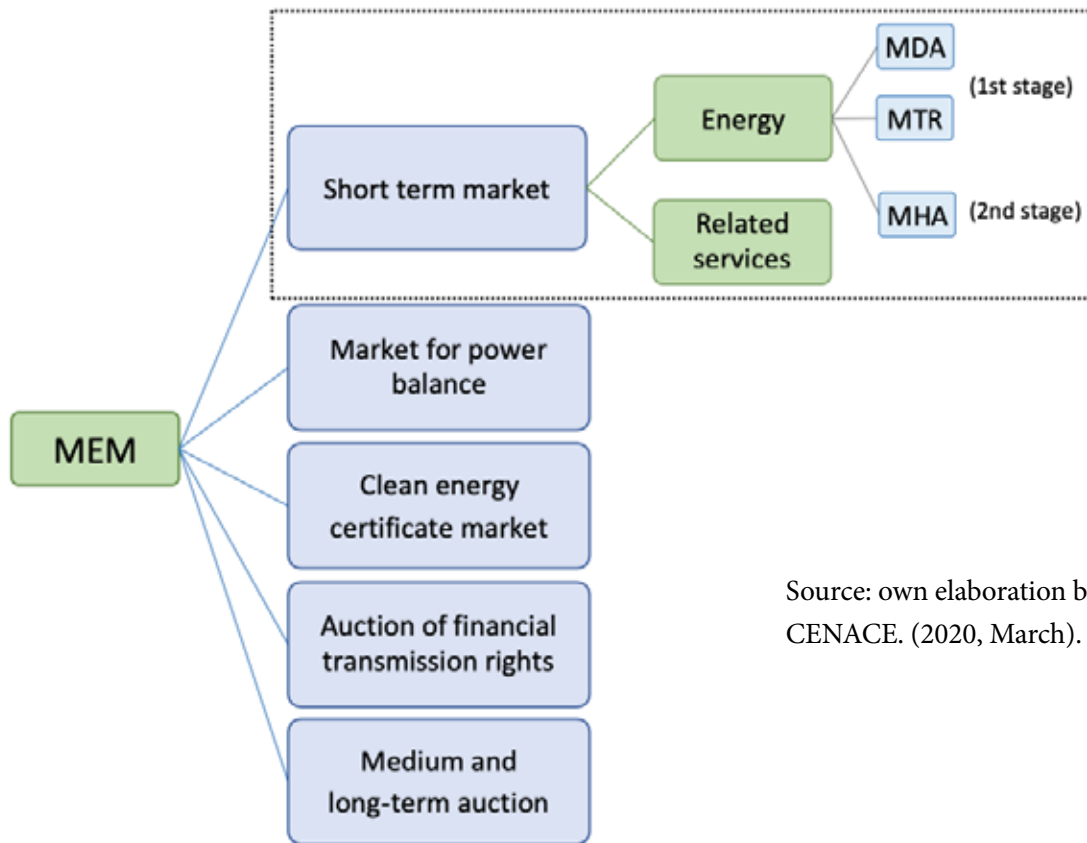 MDA
(1st stage)
Energy
MTR
Short term market
MHA
(2nd stage)
Related
services
Market for power
balance
MEM
Clean energy
certificate market
Auction of financial
transmission rights
Medium and
long-term auction
Source: own elaboration b
CENACE. (2020, March).